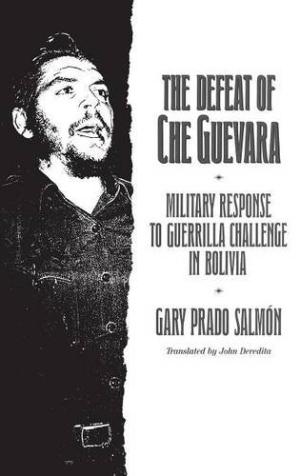 THE DEFEAT OF
CHE GUEVARA
MILITARY RESPONSE
TO GUERRILLA CHALLENGE
IN BOLIVIA
GARY PRADO SALMÓN
Translated by John Deredita